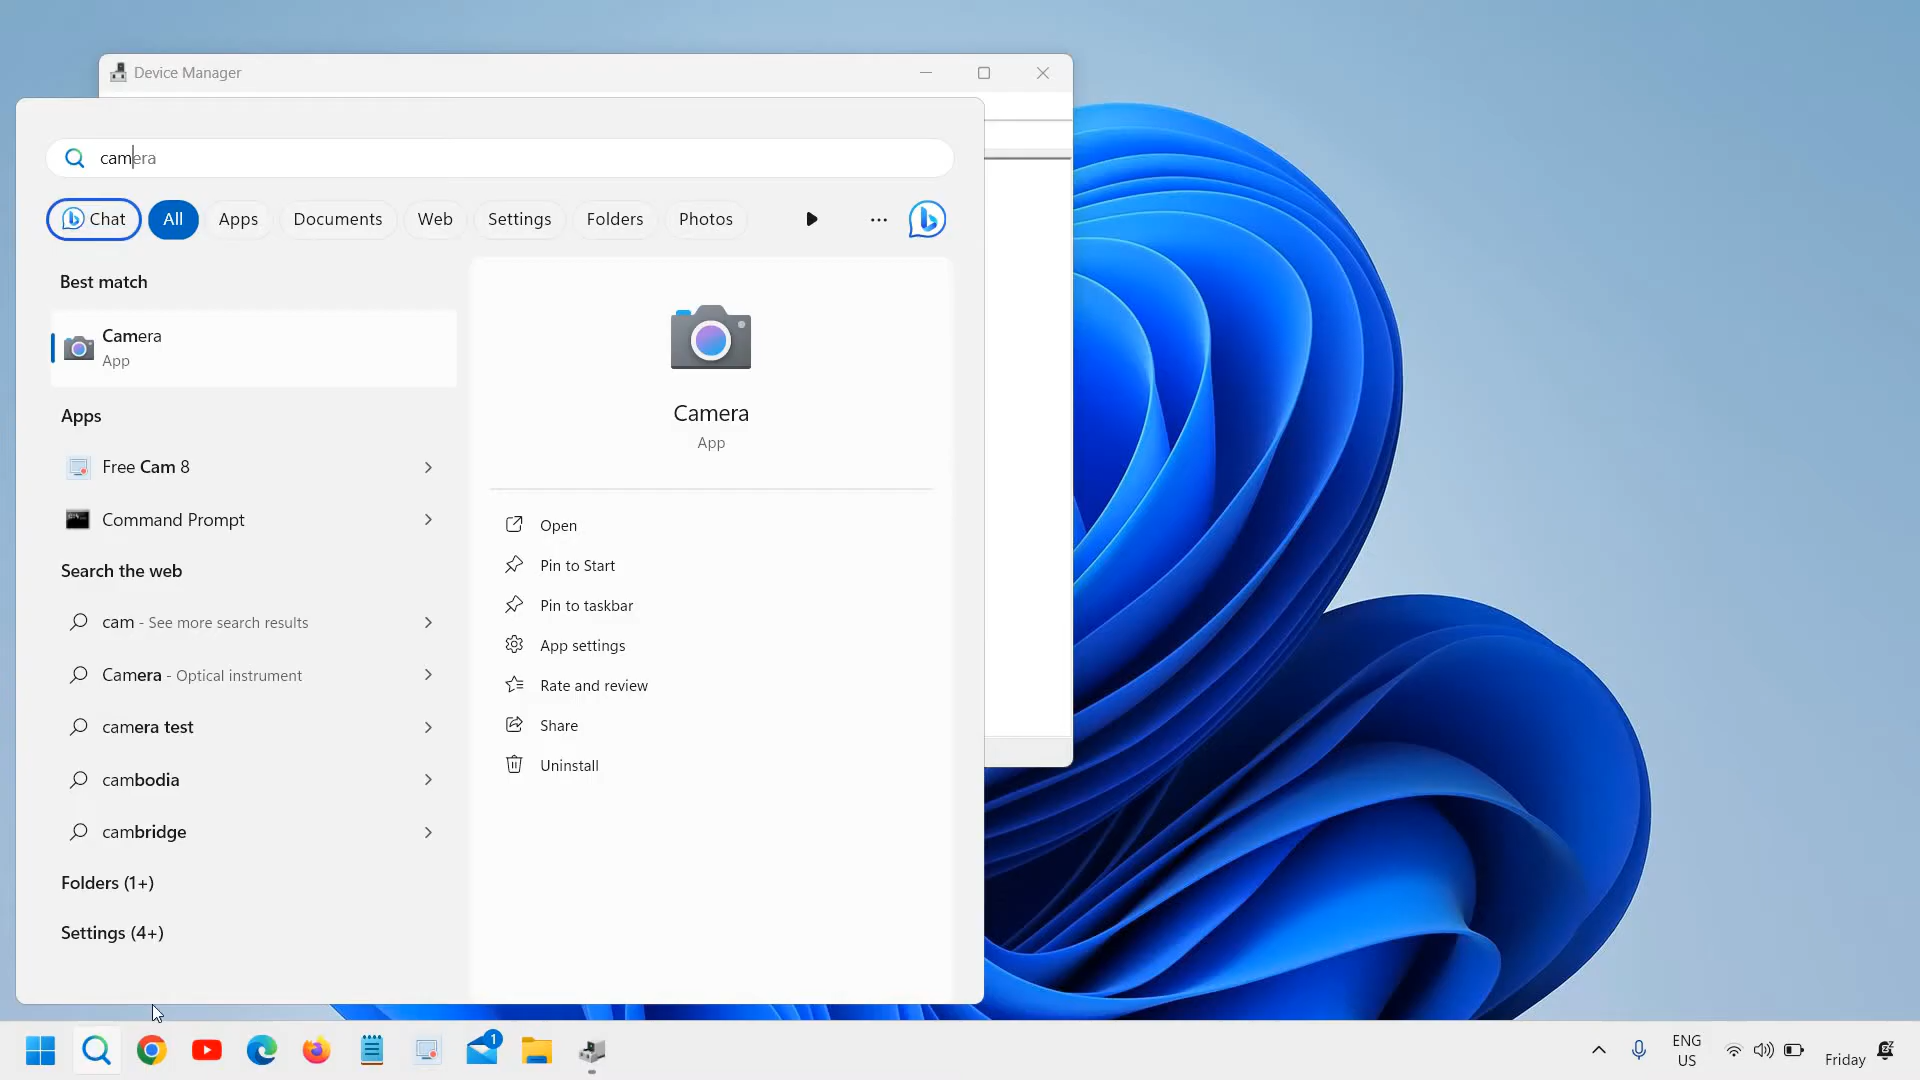 Device Manager
camera
Chat
All
Apps
Documents
Web
Settings
Folders
Photos
Best match
Camera
App
Apps
Free Cam 8
Command Prompt
Search the web
cam - See more search results
Camera - Optical instrument
camera test
cambodia
cambridge
Folders (1+)
Settings (4+)
Camera
App
Open
Pin to Start
Pin to taskbar
App settings
Rate and review
Share
Uninstall
1
ENG
US
Friday